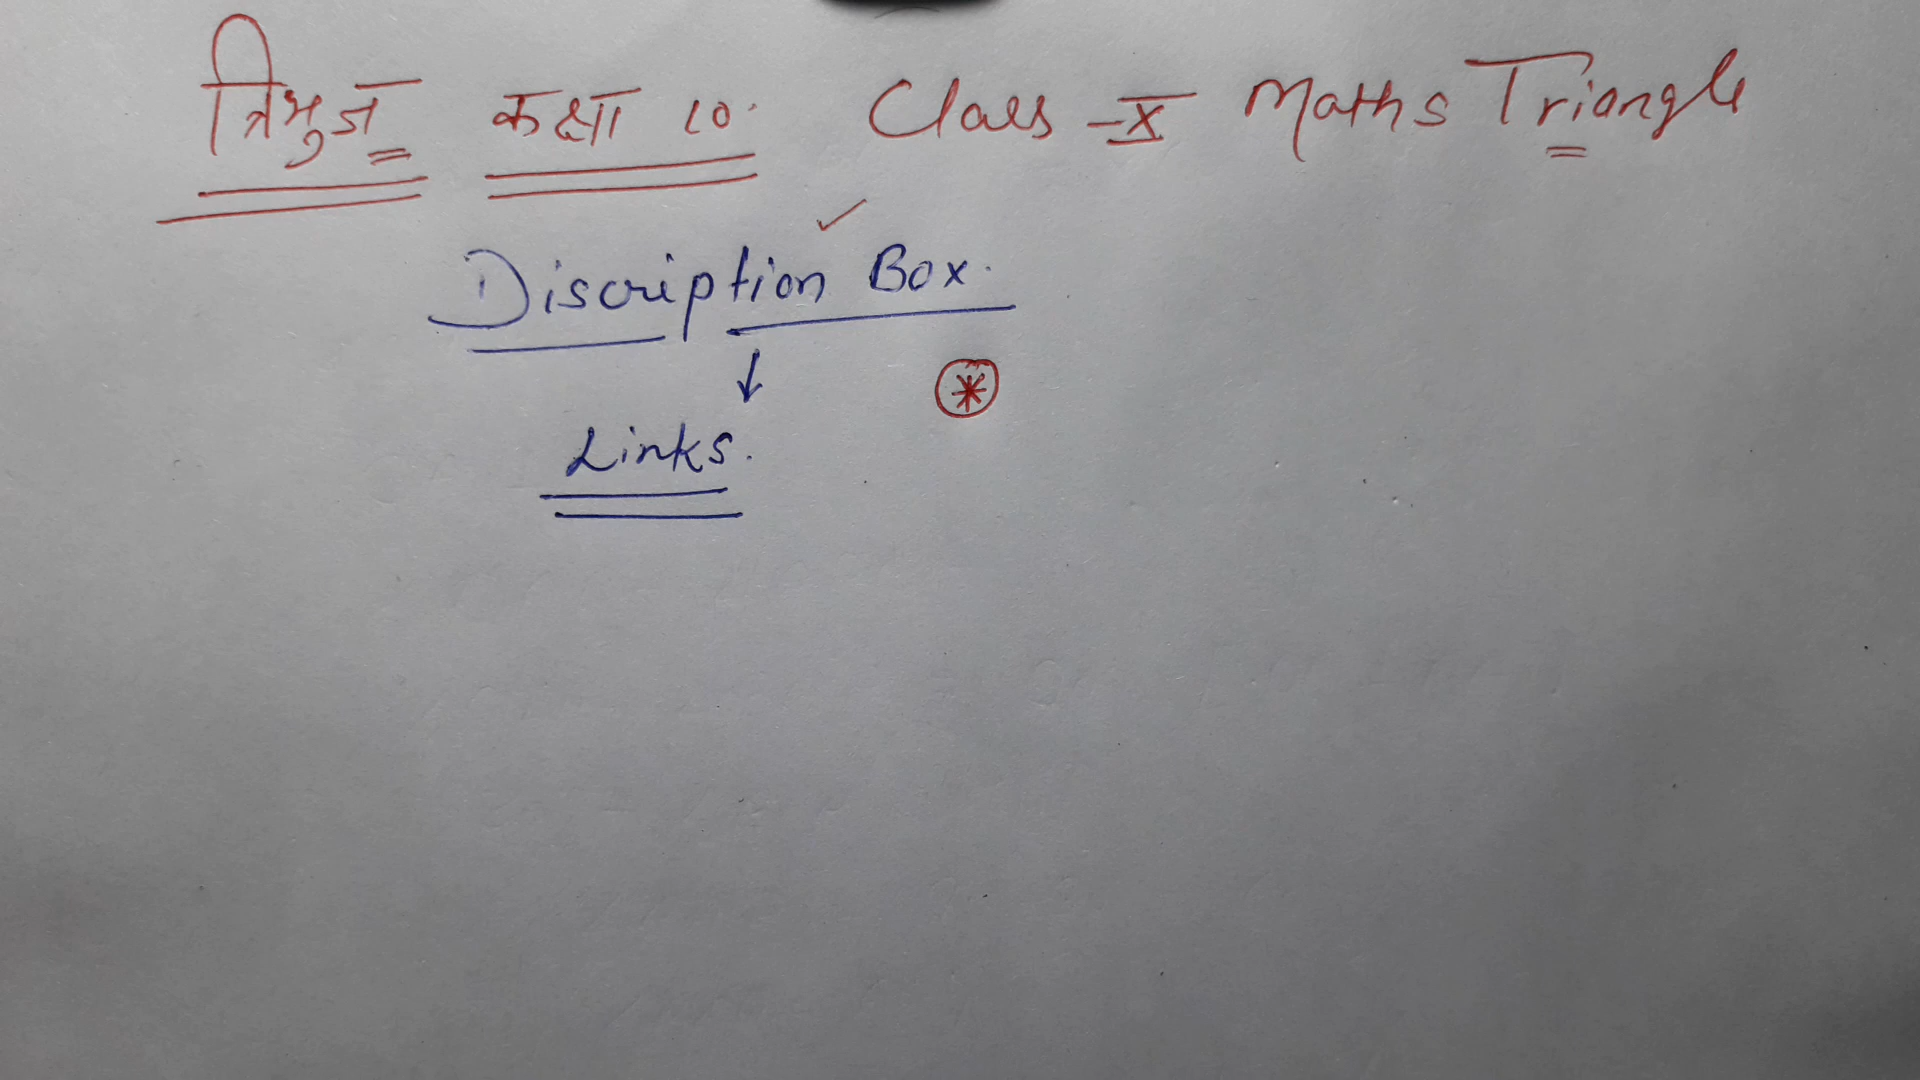 त्रिभुज कक्षा 10. Class - X Maths Triangle
Discription Box.
Links.